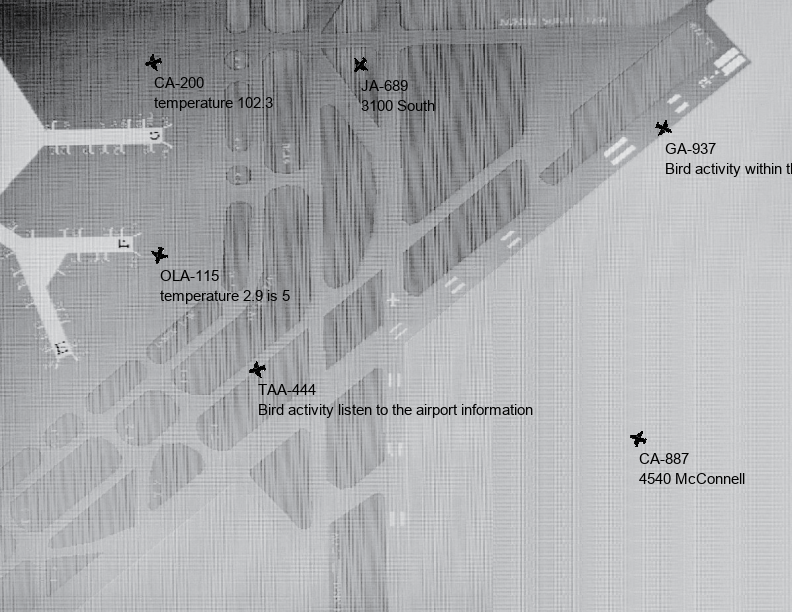 CA-200
temperature 102.3
JA-689
3100 South
GA-937
Bird activity within
OLA-115
temperature 2.9 is 5
TAA-444
Bird activity listen to the airport information
CA-887
4540 McConnell